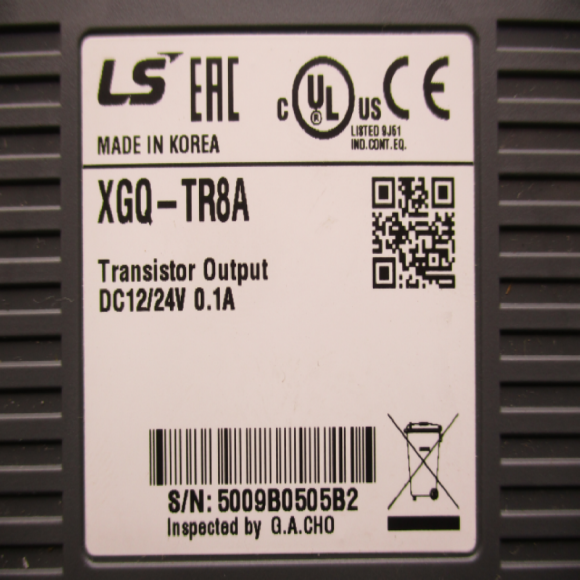 LS EAC
C UL ® US CE
LISTED 9J51
IND.CONT.EQ.
MADE IN KOREA
XGQ-TR8A
Transistor Output
DC12/24V 0.1A
S/N: 5009B0505B2
Inspected by G.A.CHO